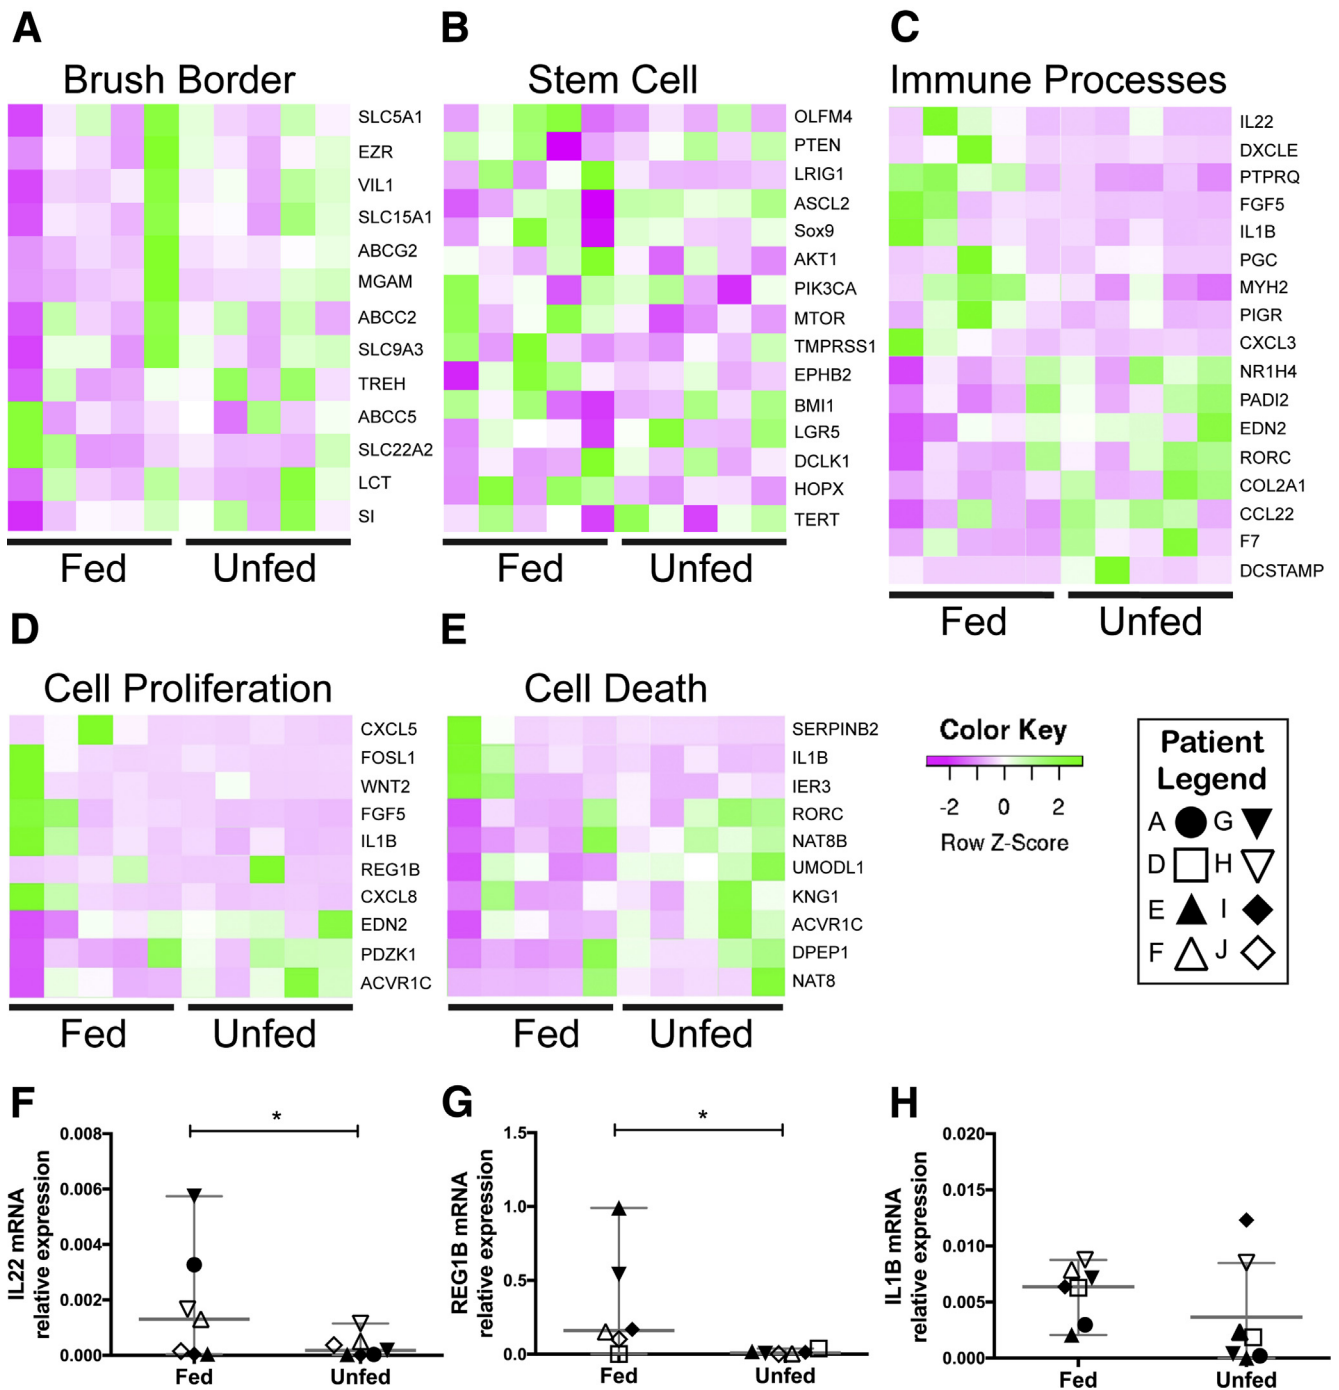 A
Brush Border
SLC5A1
EZR
VIL1
SLC15A1
ABCG2
MGAM
ABCC2
SLC9A3
TREH
ABCC5
SLC22A2
LCT
SI
Fed
Unfed
B
Stem Cell
OLFM4
PTEN
LRIG1
ASCL2
Sox9
AKT1
PIK3CA
MTOR
TMPRSS1
EPHB2
BMI1
LGR5
DCLK1
HOPX
TERT
Fed
Unfed
C
Immune Processes
IL22
DXCLE
PTPRQ
FGF5
IL1B
PGC
MYH2
PIGR
CXCL3
NR1H4
PADI2
EDN2
RORC
COL2A1
CCL22
F7
DCSTAMP
Fed
Unfed
D
Cell Proliferation
CXCL5
FOSL1
WNT2
FGF5
IL1B
REG1B
CXCL8
EDN2
PDZK1
ACVR1C
Fed
Unfed
E
Cell Death
SERPINB2
IL1B
IER3
RORC
NAT8B
UMODL1
KNG1
ACVR1C
DPEP1
NAT8
Fed
Unfed
Color Key
-2 0 2
Row Z-Score
Patient
Legend
A G
D H
E I
F J
F
IL22 mRNA
relative expression
0.008
0.006
0.004
0.002
0.000
*
Fed
Unfed
G
REG1B mRNA
relative expression
1.5
1.0
0.5
0.0
*
Fed
Unfed
H
IL1B mRNA
relative expression
0.020
0.015
0.010
0.005
0.000
Fed
Unfed